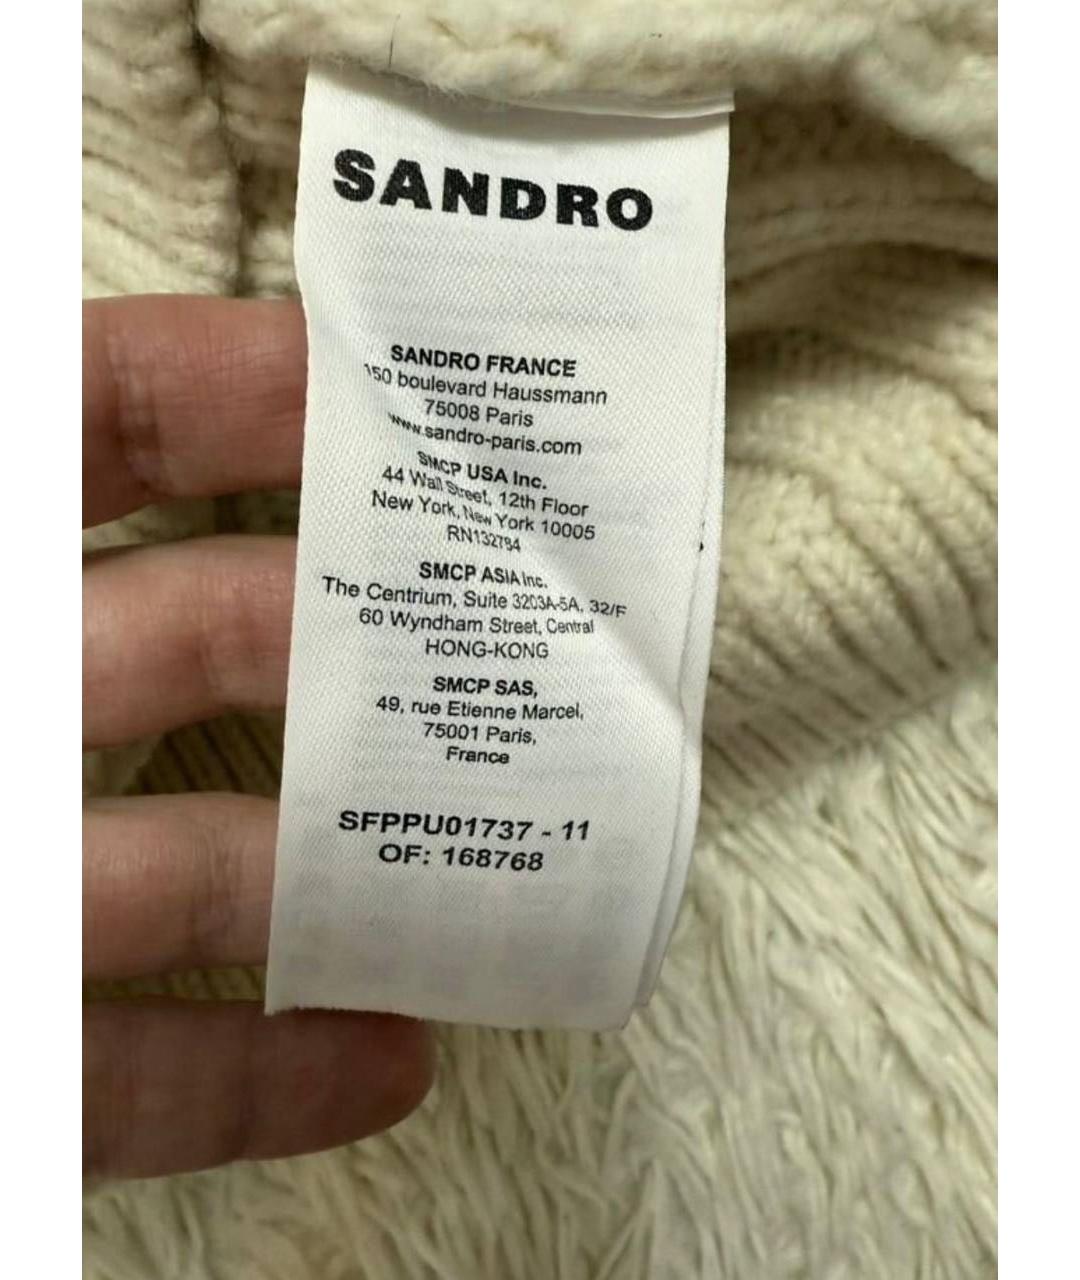 SANDRO
SANDRO FRANCE
150 boulevard Haussmann
75008 Paris
www.sandro-paris.com
SMCP USA Inc.
44 Wall Street, 12th Floor
New York, New York 10005
RN132784
SMCP ASIA Inc.
The Centrium, Suite 3203A-5A, 32/F
60 Wyndham Street, Central
HONG-KONG
SMCP SAS,
49, rue Etienne Marcel,
75001 Paris,
France
SFPPU01737 - 11
OF: 168768